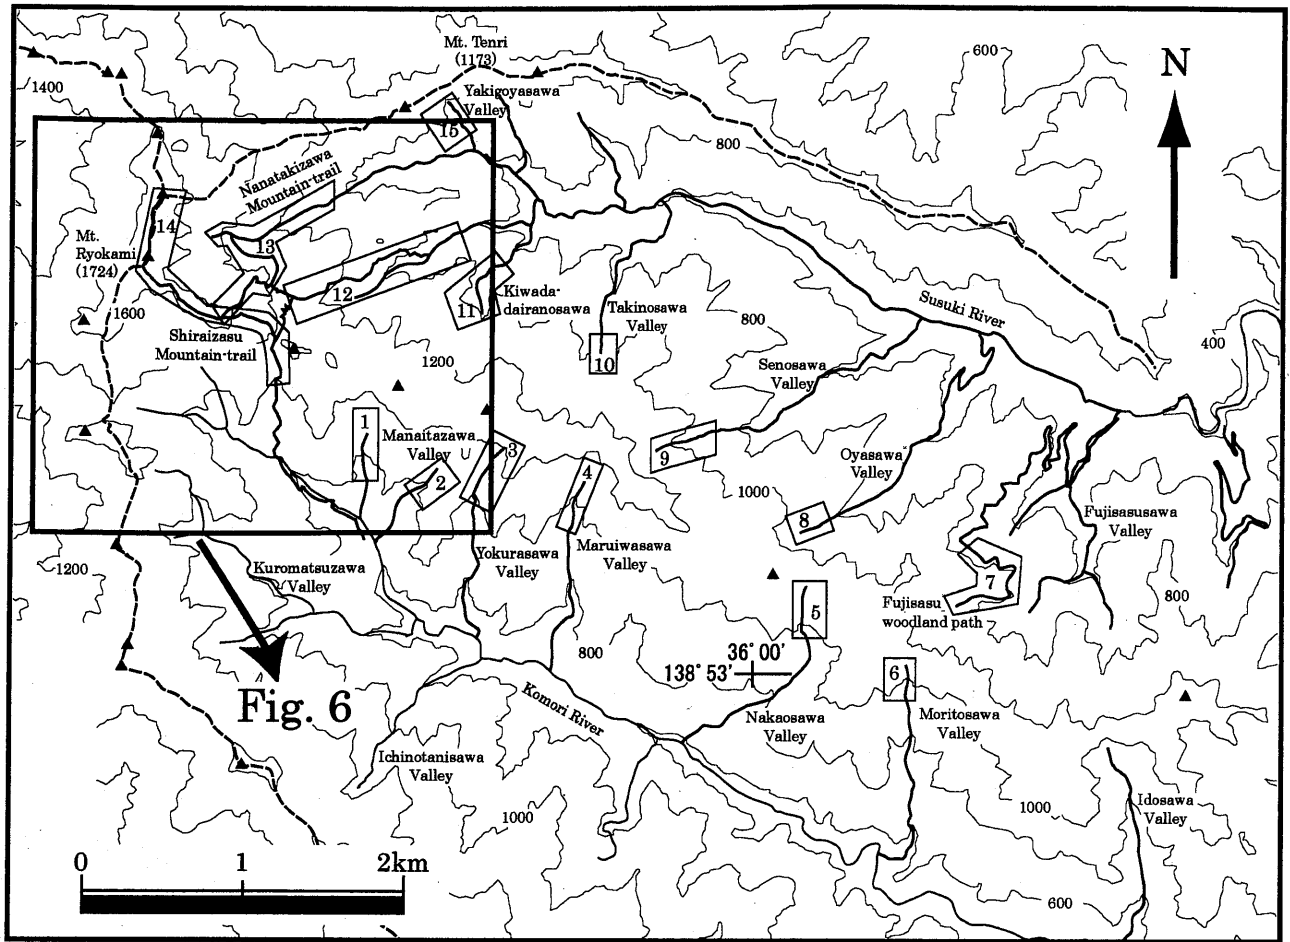 Mt. Tenri
(1173)
600
N
1400
Yakigoyasawa
Valley
15
800
Nanatakizawa
Mountain-trail
14
Mt.
Ryokami
(1724)
13
12
11
Kiwada-
dairanosawa
Takinosawa
Valley
Susuki River
1600
800
Shiraizasu
Mountain-trail
1200
10
400
Senosawa
Valley
1
Manaitazawa
Valley
3
2
4
9
Oyasawa
Valley
1000
8
Fujisasusawa
Valley
Yokurasawa
Valley
Maruiwasawa
Valley
1200
Kuromatsuzawa
Valley
7
5
Fujisasu
woodland path
800
36° 00'
138° 53'
800
6
Fig. 6
Komori River
Nakaosawa
Valley
Moritosawa
Valley
Ichinotanisawa
Valley
1000
1000
Idosawa
Valley
0 1 2km
600